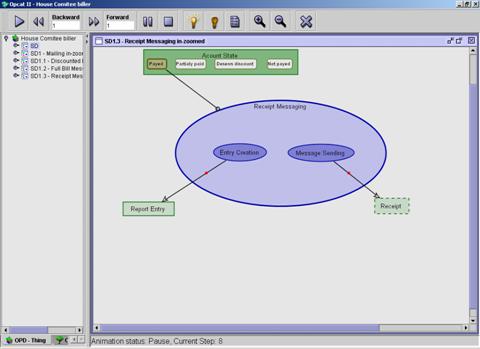 Opcat II - House Comitee biller
Backward
1
Forward
1
House Comitee biller
SD
SD1 - Mailing in-zoom
SD1.1 - Discounted I
SD1.2 - Full Bill Mess
SD1.3 - Receipt Mes
SD1.3 - Receipt Messaging in-zoomed
Acount State
Payed
Partialy paid
Deserve discount
Not payed
Receipt Messaging
Entry Creation
Message Sending
Report Entry
Receipt
OPD - Thing
Animation status: Pause, Current Step: 8